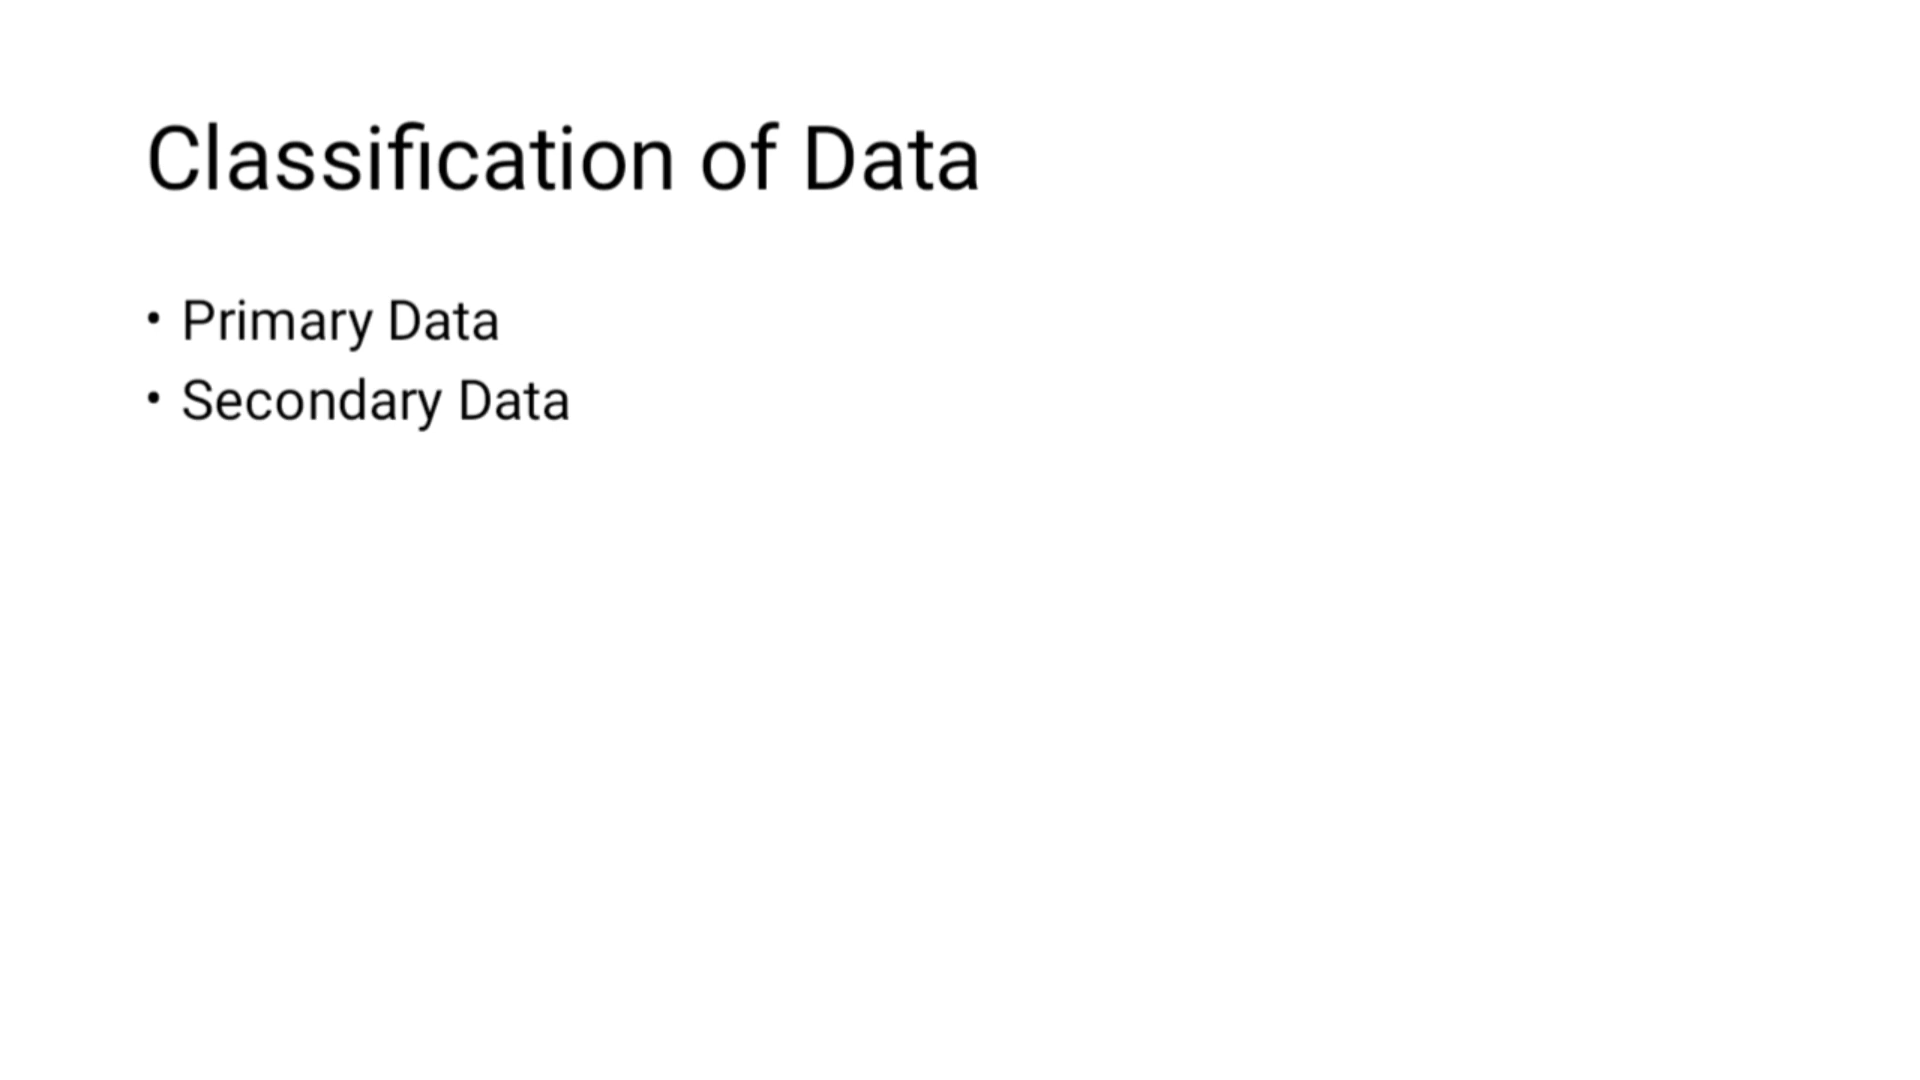 Classification of Data
• Primary Data
• Secondary Data